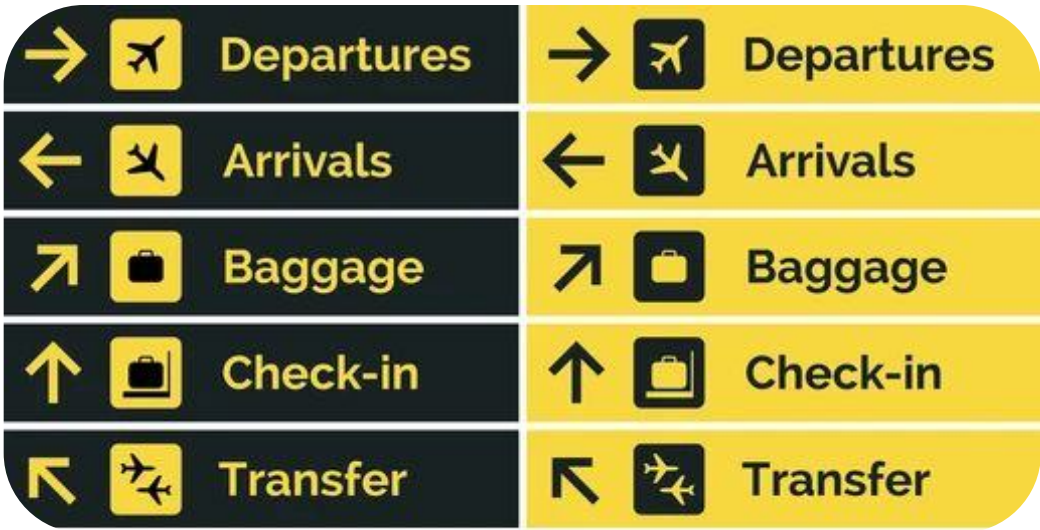 Departures
Arrivals
Baggage
Check-in
Transfer
Departures
Arrivals
Baggage
Check-in
Transfer